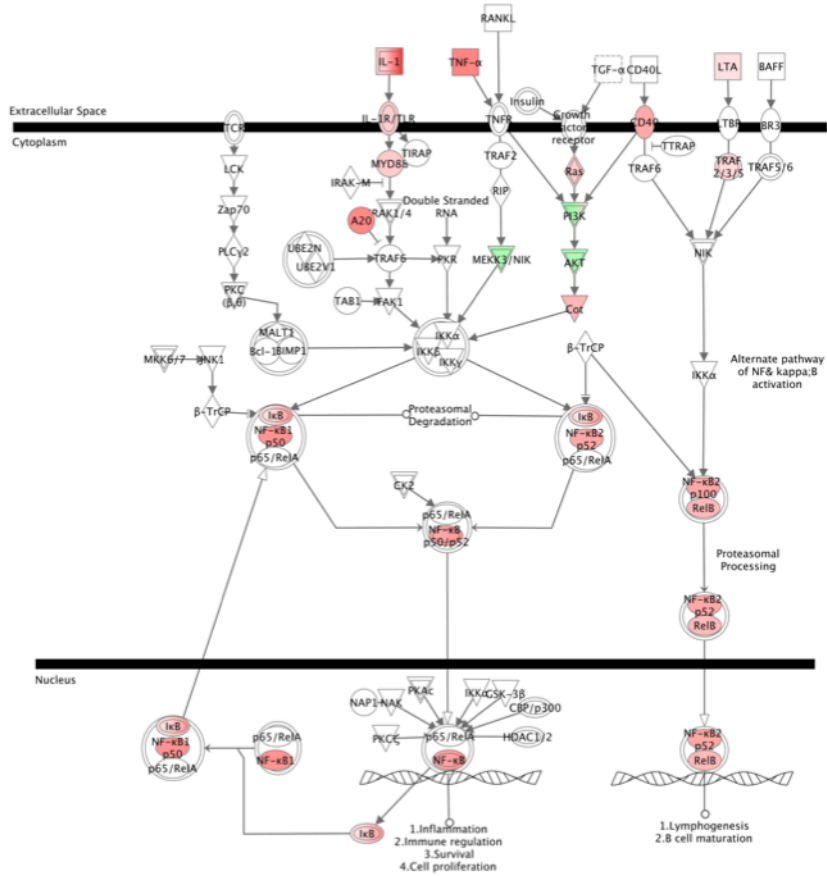 RANKL
IL-1
TNF-α
TGF-α
CD40L
LTA
BAFF
Extracellular Space
Insulin
TCR
IL-1R/TLR
TNFR
Growth
factor
receptor
CD40
LTBR
BR3
Cytoplasm
LCK
MYD88
TIRAP
TRAF2
Ras
TRAF6
TTRAP
TRAF
2/3/5
TRAF5/6
IRAK-M
Zap70
IRAK1/4
Double Stranded
RNA
RIP
PI3K
A20
PLCγ2
UBE2N
UBE2V1
TRAF6
PKR
MEKK3/NIK
AKT
NIK
PKC
(β,θ)
TAB1
TAK1
Cot
MALT1
Bcl-1
BIMP1
IKKα
IKKβ
IKKγ
β-TrCP
Alternate pathway
of NF& kappa;B
activation
MKK6/7
JNK1
IKKα
β-TrCP
IκB
NF-κB1
p50
p65/RelA
Proteasomal
Degradation
IκB
NF-κB2
p52
p65/RelA
CK2
NF-κB2
p100
RelB
p65/RelA
NF-κB
p50/p52
Proteasomal
Processing
NF-κB2
p52
RelB
Nucleus
PKAc
IKKα
GSK-3β
NAP1
NAK
CBP/p300
IκB
NF-κB1
p50
p65/RelA
p65/RelA
NF-κB1
PKCζ
p65/RelA
NF-κB
HDAC1/2
NF-κB2
p52
RelB
IκB
1.Inflammation
2.Immune regulation
3.Survival
4.Cell proliferation
1.Lymphogenesis
2.B cell maturation